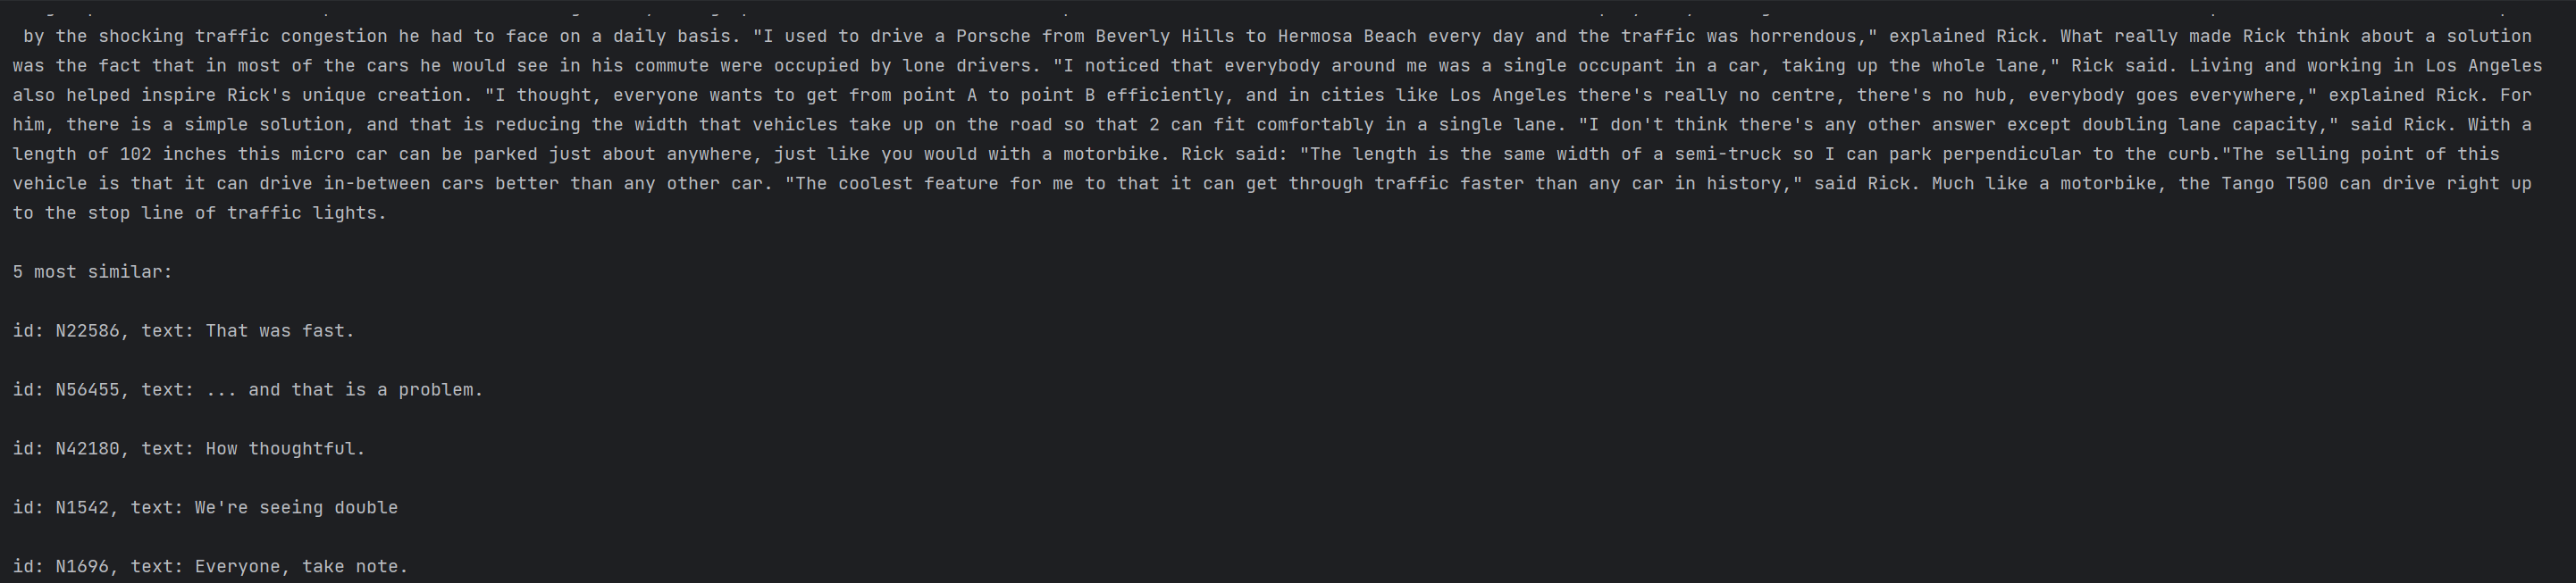 by the shocking traffic congestion he had to face on a daily basis. "I used to drive a Porsche from Beverly Hills to Hermosa Beach every day and the traffic was horrendous," explained Rick. What really made Rick think about a solution
was the fact that in most of the cars he would see in his commute were occupied by lone drivers. "I noticed that everybody around me was a single occupant in a car, taking up the whole lane," Rick said. Living and working in Los Angeles
also helped inspire Rick's unique creation. "I thought, everyone wants to get from point A to point B efficiently, and in cities like Los Angeles there's really no centre, there's no hub, everybody goes everywhere," explained Rick. For
him, there is a simple solution, and that is reducing the width that vehicles take up on the road so that 2 can fit comfortably in a single lane. "I don't think there's any other answer except doubling lane capacity," said Rick. With a
length of 102 inches this micro car can be parked just about anywhere, just like you would with a motorbike. Rick said: "The length is the same width of a semi-truck so I can park perpendicular to the curb."The selling point of this
vehicle is that it can drive in-between cars better than any other car. "The coolest feature for me to that it can get through traffic faster than any car in history," said Rick. Much like a motorbike, the Tango T500 can drive right up
to the stop line of traffic lights.
5 most similar:
id: N22586, text: That was fast.
id: N56455, text: ... and that is a problem.
id: N42180, text: How thoughtful.
id: N1542, text: We're seeing double
id: N1696, text: Everyone, take note.